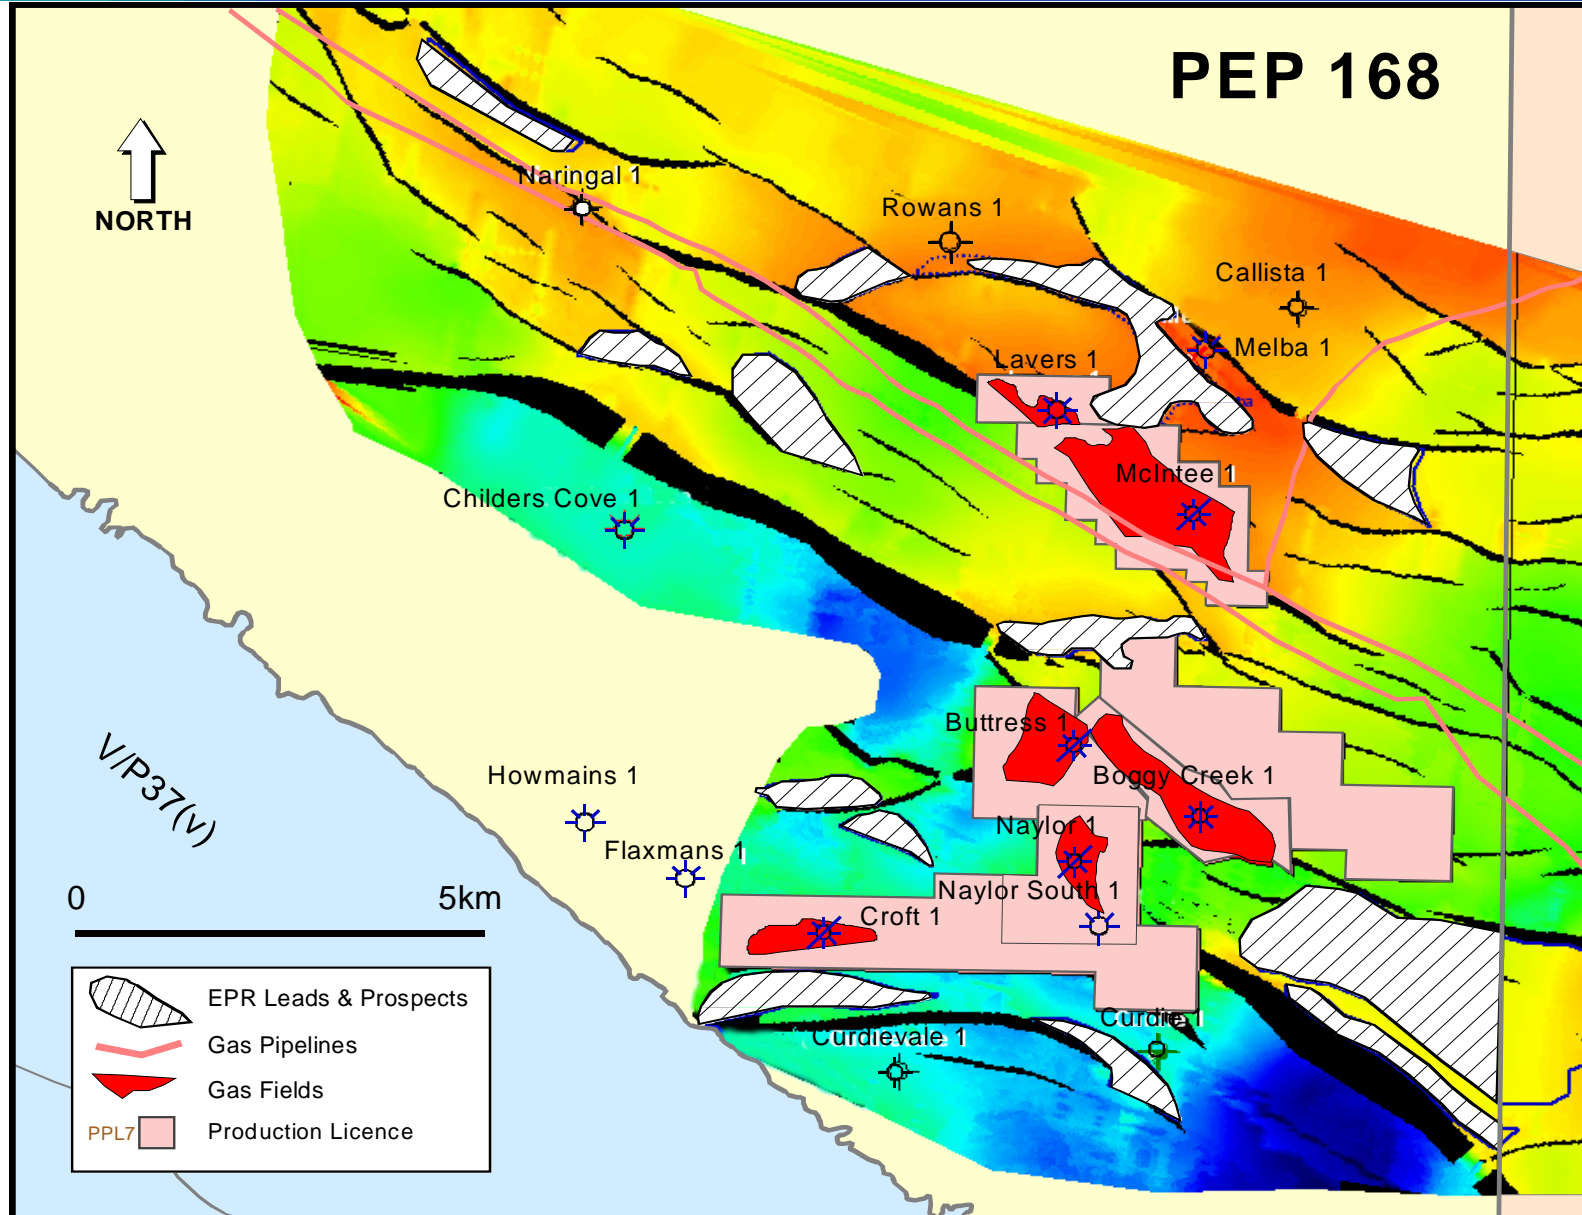 PEP 168
Naringal 1
NORTH
Rowans 1
Callista 1
Melba 1
Lavers 1
McIntee 1
Childers Cove 1
Buttress 1
V/P37(v)
Howmains 1
Boggy Creek 1
Naylor 1
Flaxmans 1
Naylor South 1
0 5km
Croft 1
EPR Leads & Prospects
Curdie 1
Curdievale 1
Gas Pipelines
Gas Fields
PPL7 Production Licence